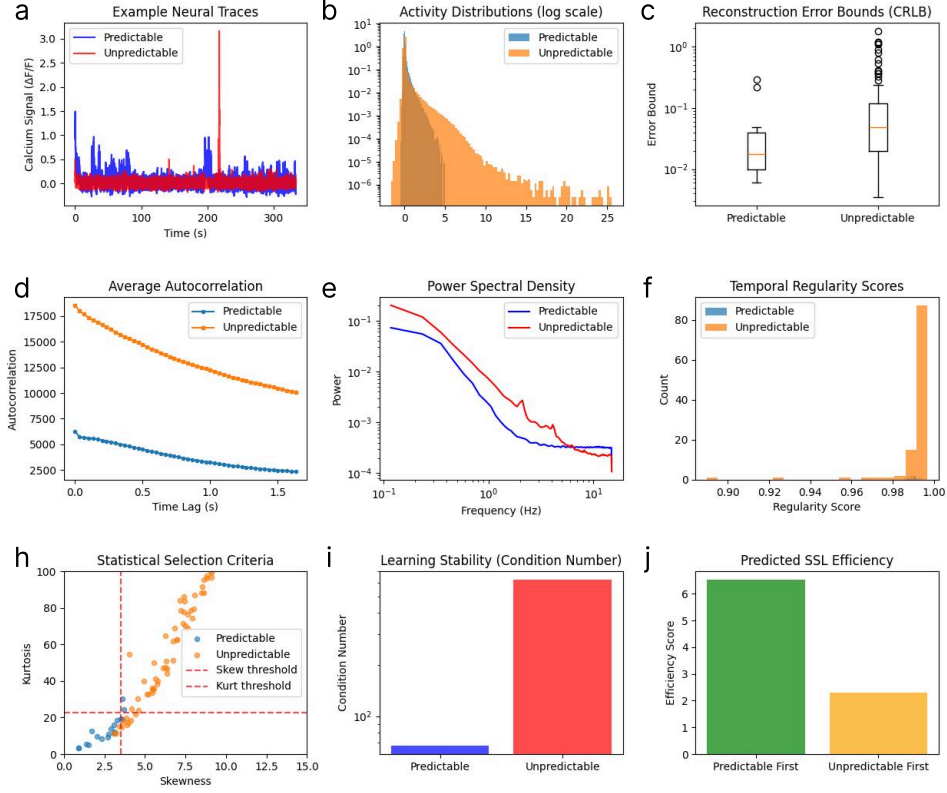 a
Example Neural Traces
Calcium Signal (ΔF/F)
3.0
2.5
2.0
1.5
1.0
0.5
0.0
Predictable
Unpredictable
0
100
200
300
Time (s)
b
Activity Distributions (log scale)
10¹
10⁰
10⁻¹
10⁻²
10⁻³
10⁻⁴
10⁻⁵
10⁻⁶
Predictable
Unpredictable
0
5
10
15
20
25
c
Reconstruction Error Bounds (CRLB)
Error Bound
10⁰
10⁻¹
10⁻²
Predictable
Unpredictable
d
Average Autocorrelation
Autocorrelation
17500
15000
12500
10000
7500
5000
2500
Predictable
Unpredictable
0.0
0.5
1.0
1.5
Time Lag (s)
e
Power Spectral Density
Power
10⁻¹
10⁻²
10⁻³
10⁻⁴
Predictable
Unpredictable
10⁻¹
10⁰
10¹
Frequency (Hz)
f
Temporal Regularity Scores
Count
80
60
40
20
0
Predictable
Unpredictable
0.90
0.92
0.94
0.96
0.98
1.00
Regularity Score
h
Statistical Selection Criteria
Kurtosis
100
80
60
40
20
0
Predictable
Unpredictable
Skew threshold
Kurt threshold
0.0
2.5
5.0
7.5
10.0
12.5
15.0
Skewness
i
Learning Stability (Condition Number)
Condition Number
10²
Predictable
Unpredictable
j
Predicted SSL Efficiency
Efficiency Score
6
5
4
3
2
1
0
Predictable First
Unpredictable First